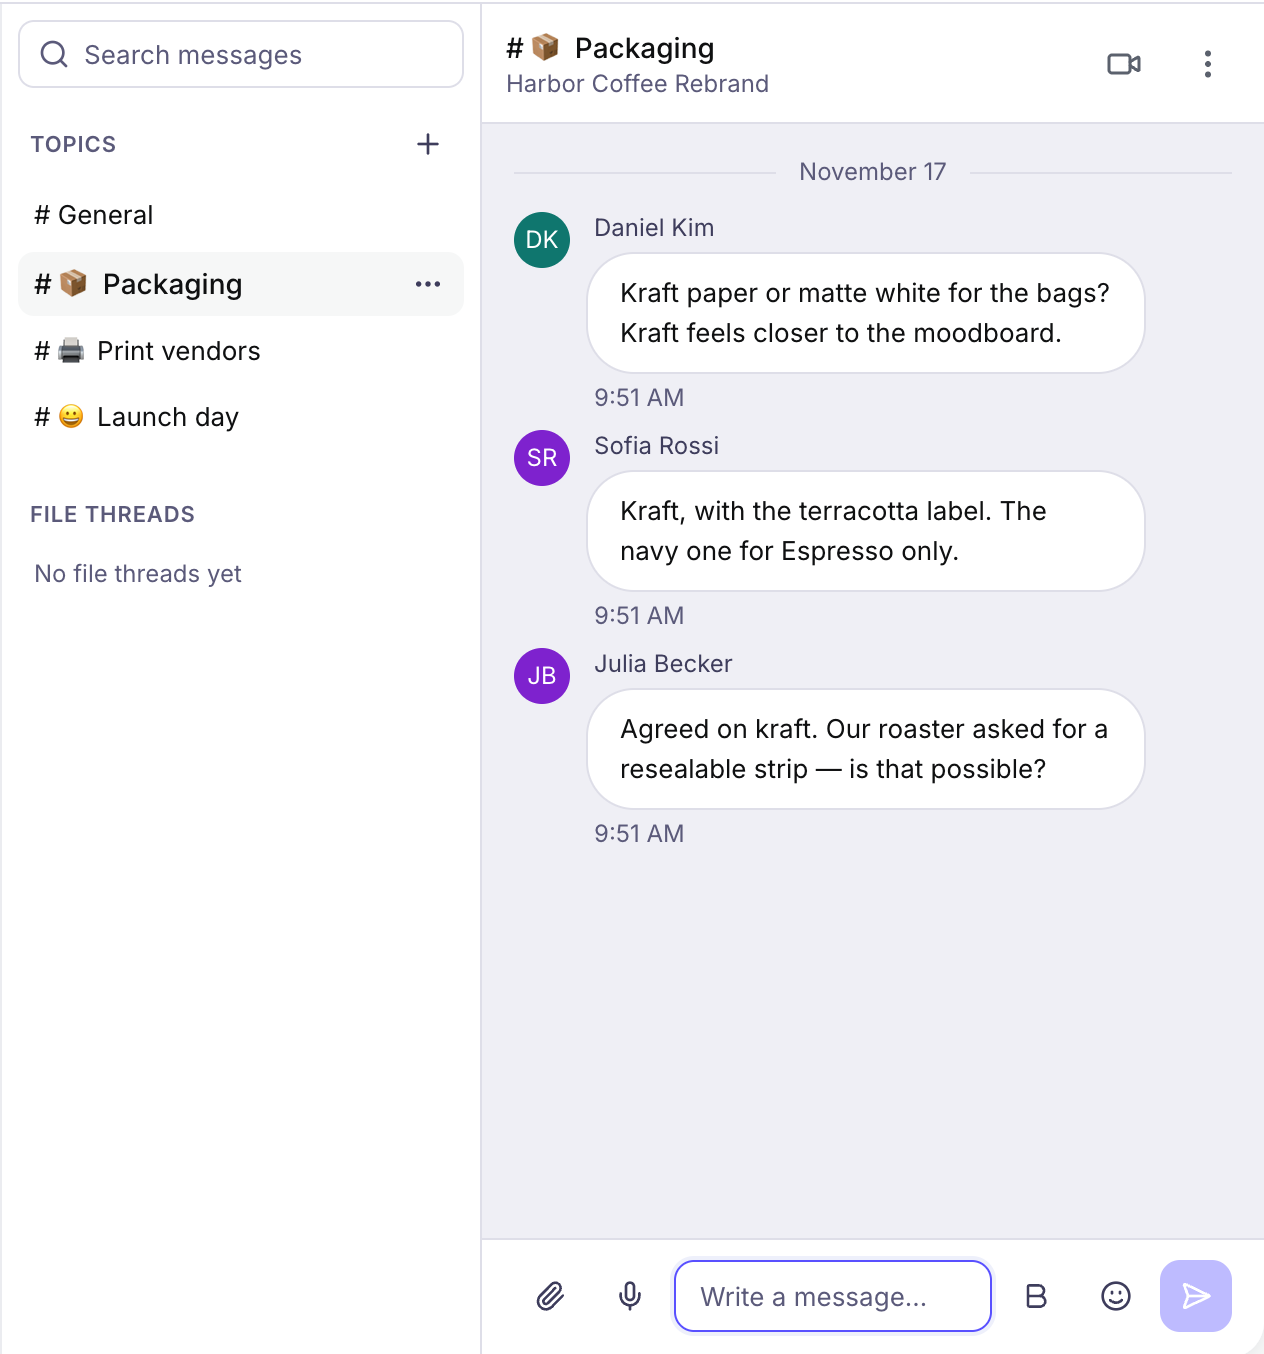 Search messages
TOPICS
# General
# 📦 Packaging
# 🖨️ Print vendors
# 😀 Launch day
FILE THREADS
No file threads yet
# 📦 Packaging
Harbor Coffee Rebrand
November 17
DK
Daniel Kim
Kraft paper or matte white for the bags?
Kraft feels closer to the moodboard.
9:51 AM
SR
Sofia Rossi
Kraft, with the terracotta label. The
navy one for Espresso only.
9:51 AM
JB
Julia Becker
Agreed on kraft. Our roaster asked for a
resealable strip — is that possible?
9:51 AM
Write a message...
B